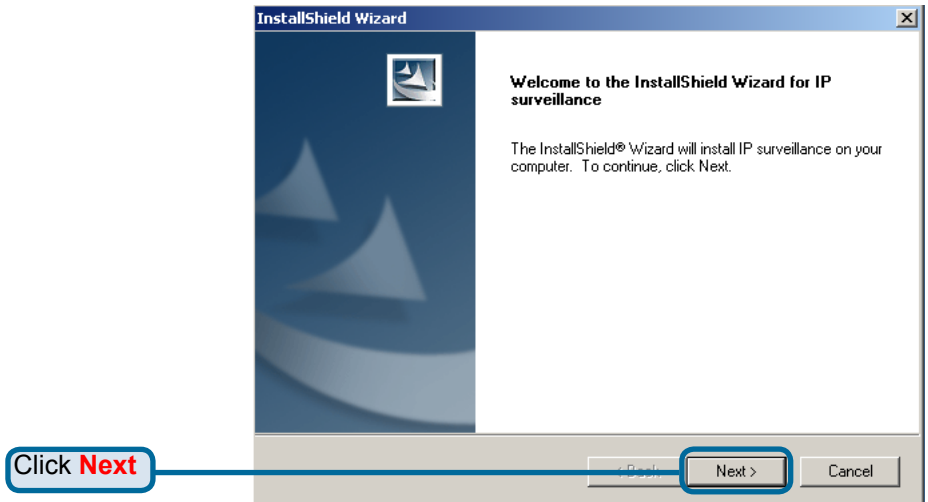 InstallShield Wizard
Welcome to the InstallShield Wizard for IP
surveillance
The InstallShield® Wizard will install IP surveillance on your
computer. To continue, click Next.
Click Next
< Back
Next >
Cancel